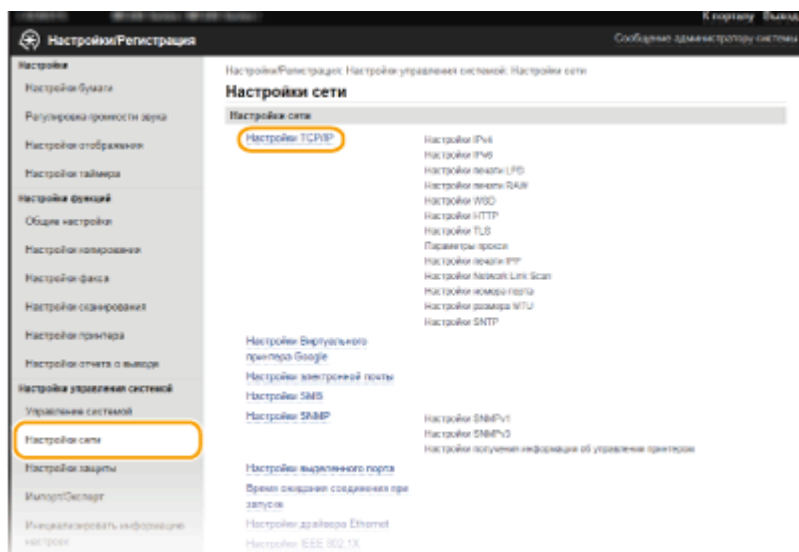 К порталу Выход
Настройки/Регистрация
Сообщение администратору системы
Настройки
Настройки бумаги
Регулировка громкости звука
Настройки отображения
Настройки таймера
Настройки функций
Общие настройки
Настройки копирования
Настройки факса
Настройки сканирования
Настройки принтера
Настройки отчета о выводе
Настройки управления системой
Управление системой
Настройки сети
Настройки защиты
Импорт/Экспорт
Инициализировать информацию
настроек
Настройки/Регистрация: Настройки управления системой: Настройки сети
Настройки сети
Настройки сети
Настройки TCP/IP
Настройки IPv4
Настройки IPv6
Настройки печати LPD
Настройки печати RAW
Настройки WSD
Настройки HTTP
Настройки TLS
Параметры прокси
Настройки печати IPP
Настройки Network Link Scan
Настройки номера порта
Настройки размера MTU
Настройки SNTP
Настройки Виртуального
принтера Google
Настройки электронной почты
Настройки SMB
Настройки SNMP
Настройки SNMPv1
Настройки SNMPv3
Настройки получения информации об управлении принтером
Настройки выделенного порта
Время ожидания соединения при
запуске
Настройки драйвера Ethernet
Настройки IEEE 802.1X